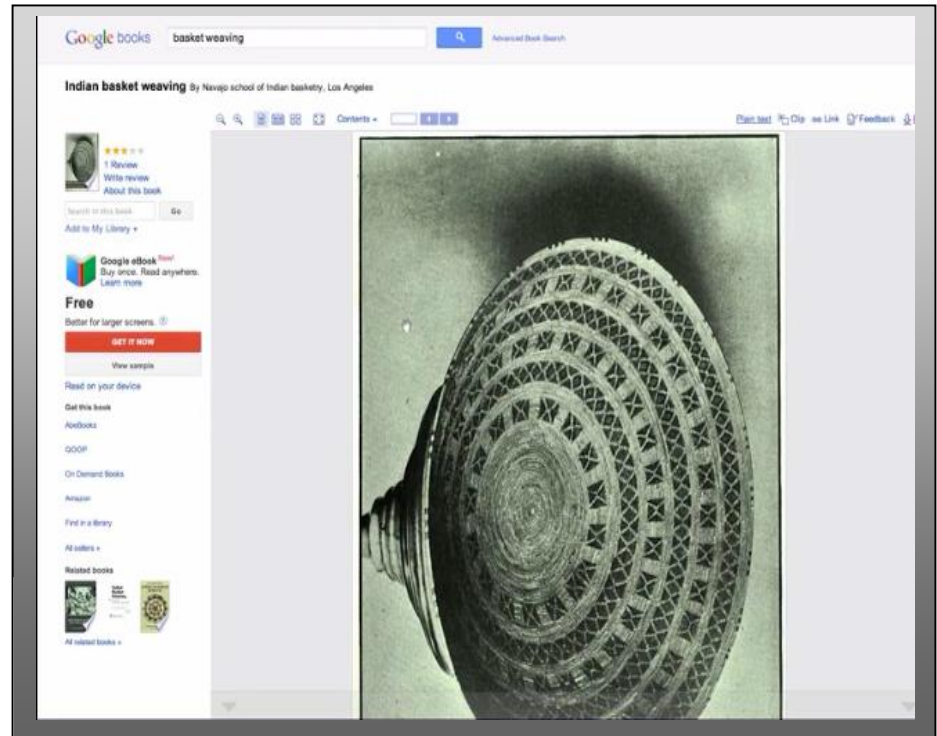 Google books basket weaving Advanced Book Search
Indian basket weaving By Navajo school of Indian basketry, Los Angeles
Contents Plain text Clip Link Feedback
1 Review
Write review
About this book
Search in this book Go
Add to My Library
Google eBook New!
Buy once. Read anywhere.
Learn more
Free
Better for larger screens.
GET IT NOW
View sample
Read on your device
Get this book
AbeBooks
QOOP
On Demand Books
Amazon
Find in a library
All sellers »
Related books
All related books »